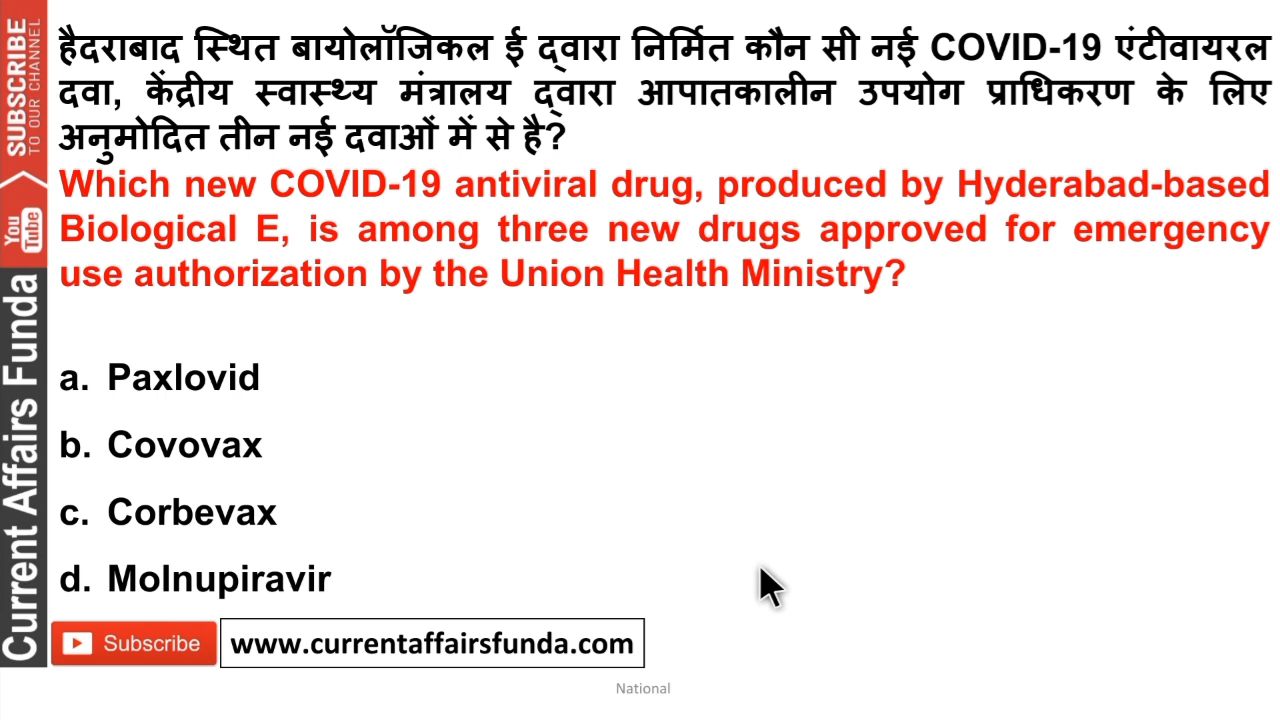 हैदराबाद स्थित बायोलॉजिकल ई द्वारा निर्मित कौन सी नई COVID-19 एंटीवायरल
दवा, केंद्रीय स्वास्थ्य मंत्रालय द्वारा आपातकालीन उपयोग प्राधिकरण के लिए
अनुमोदित तीन नई दवाओं में से है?
Which new COVID-19 antiviral drug, produced by Hyderabad-based
Biological E, is among three new drugs approved for emergency
use authorization by the Union Health Ministry?
a. Paxlovid
b. Covovax
c. Corbevax
d. Molnupiravir
Subscribe
www.currentaffairsfunda.com
National
SUBSCRIBE
TO OUR CHANNEL
You
Tube
Current Affairs Funda